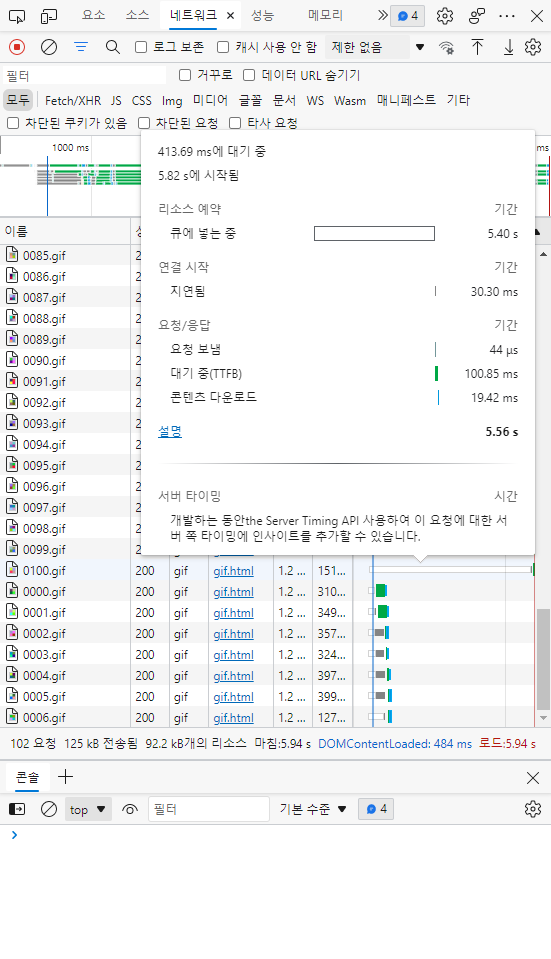 요소 소스 네트워크 성능 메모리 4
로그 보존 캐시 사용 안 함 제한 없음
필터 거꾸로 데이터 URL 숨기기
모두 Fetch/XHR JS CSS Img 미디어 글꼴 문서 WS Wasm 매니페스트 기타
차단된 쿠키가 있음 차단된 요청 타사 요청
1000 ms ms
413.69 ms에 대기 중
5.82 s에 시작됨
리소스 예약 기간
큐에 넣는 중 5.40 s
연결 시작 기간
지연됨 30.30 ms
요청/응답 기간
요청 보냄 44 μs
대기 중(TTFB) 100.85 ms
콘텐츠 다운로드 19.42 ms
설명 5.56 s
서버 타이밍 시간
개발하는 동안the Server Timing API 사용하여 이 요청에 대한 서
버 쪽 타이밍에 인사이트를 추가할 수 있습니다.
이름
0085.gif 2
0086.gif 2
0087.gif 2
0088.gif 2
0089.gif 2
0090.gif 2
0091.gif 2
0092.gif 2
0093.gif 2
0094.gif 2
0095.gif 2
0096.gif 2
0097.gif 2
0098.gif 2
0099.gif
0100.gif 200 gif gif.html 1.2 ... 151...
0000.gif 200 gif gif.html 1.2 ... 310...
0001.gif 200 gif gif.html 1.2 ... 349...
0002.gif 200 gif gif.html 1.2 ... 357...
0003.gif 200 gif gif.html 1.2 ... 324...
0004.gif 200 gif gif.html 1.2 ... 397...
0005.gif 200 gif gif.html 1.2 ... 399...
0006.gif 200 gif gif.html 1.2 ... 127...
102 요청 125 kB 전송됨 92.2 kB개의 리소스 마침:5.94 s DOMContentLoaded: 484 ms 로드:5.94 s
콘솔
top 필터 기본 수준 4